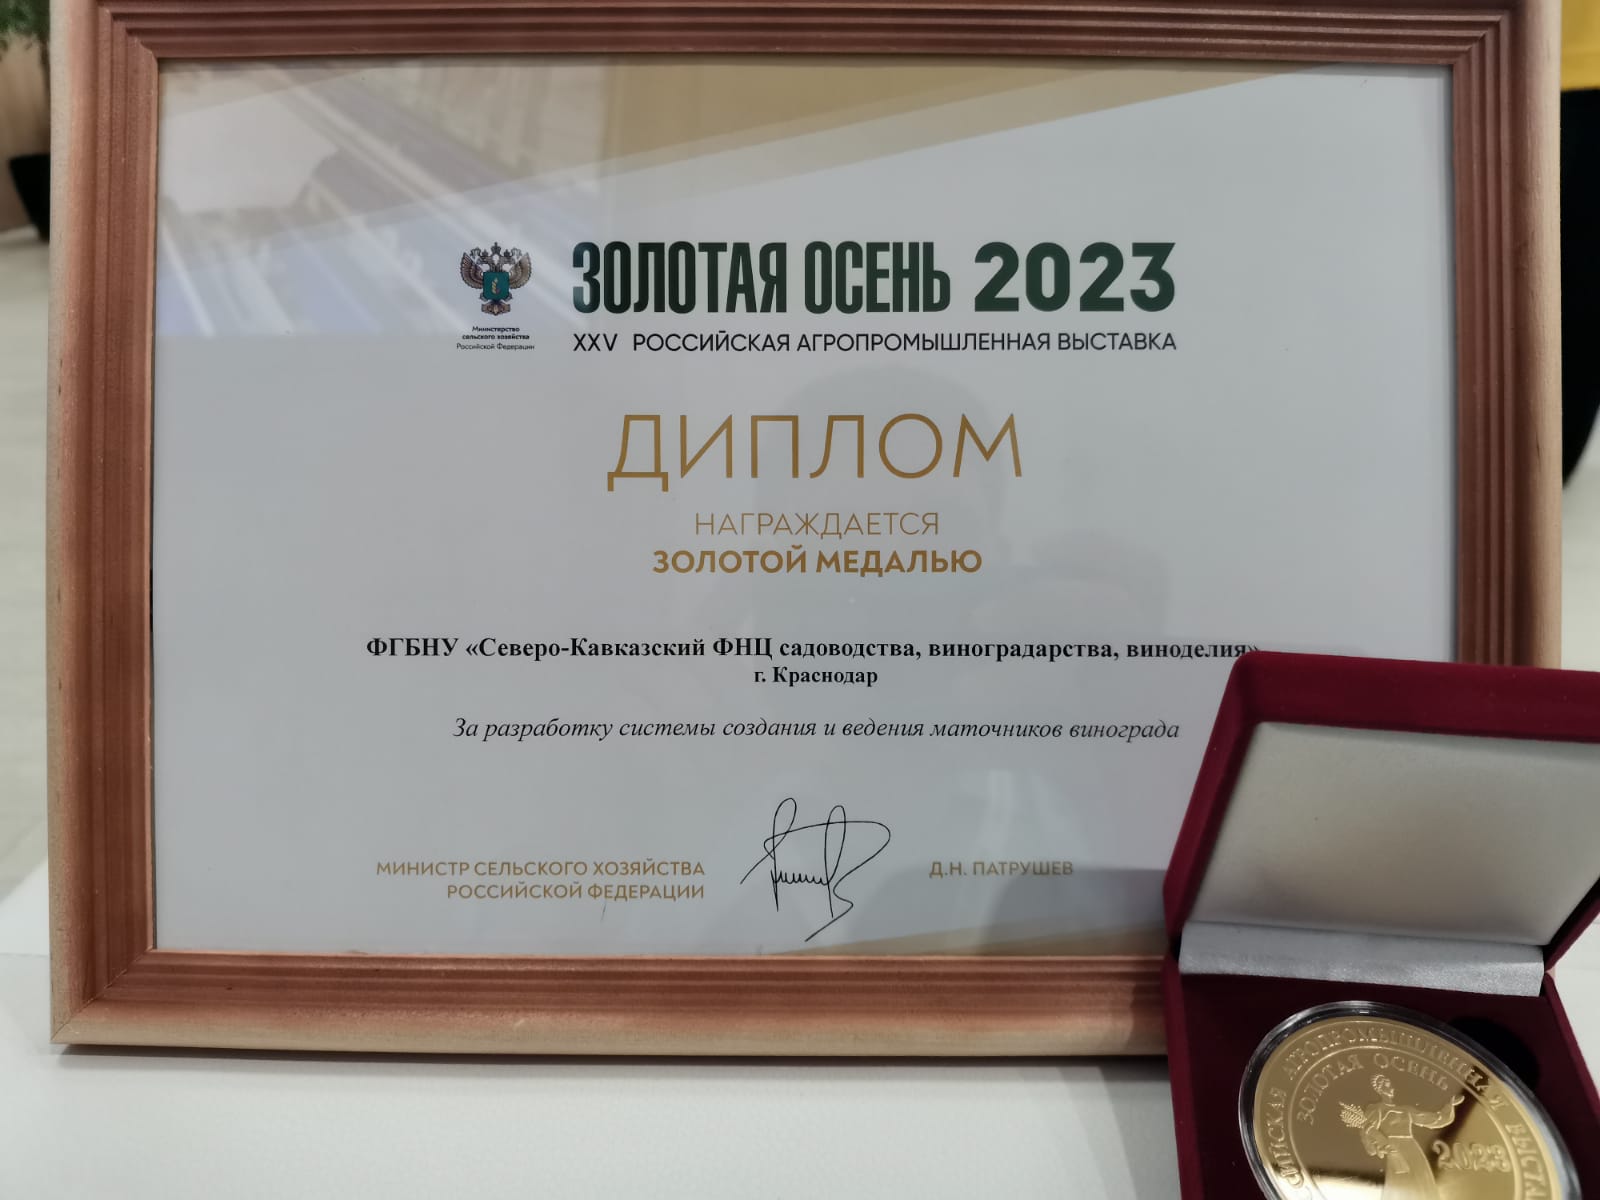 ЗОЛОТАЯ ОСЕНЬ 2023
Министерство
сельского хозяйства
Российской Федерации
XXV РОССИЙСКАЯ АГРОПРОМЫШЛЕННАЯ ВЫСТАВКА
ДИПЛОМ
НАГРАЖДАЕТСЯ
ЗОЛОТОЙ МЕДАЛЬЮ
ФГБНУ «Северо-Кавказский ФНЦ садоводства, виноградарства, виноделия»
г. Краснодар
За разработку системы создания и ведения маточников винограда
МИНИСТР СЕЛЬСКОГО ХОЗЯЙСТВА
РОССИЙСКОЙ ФЕДЕРАЦИИ
Д.Н. ПАТРУШЕВ
АГРОПРОМЫШЛЕННАЯ
ЗОЛОТАЯ ОСЕНЬ
2023